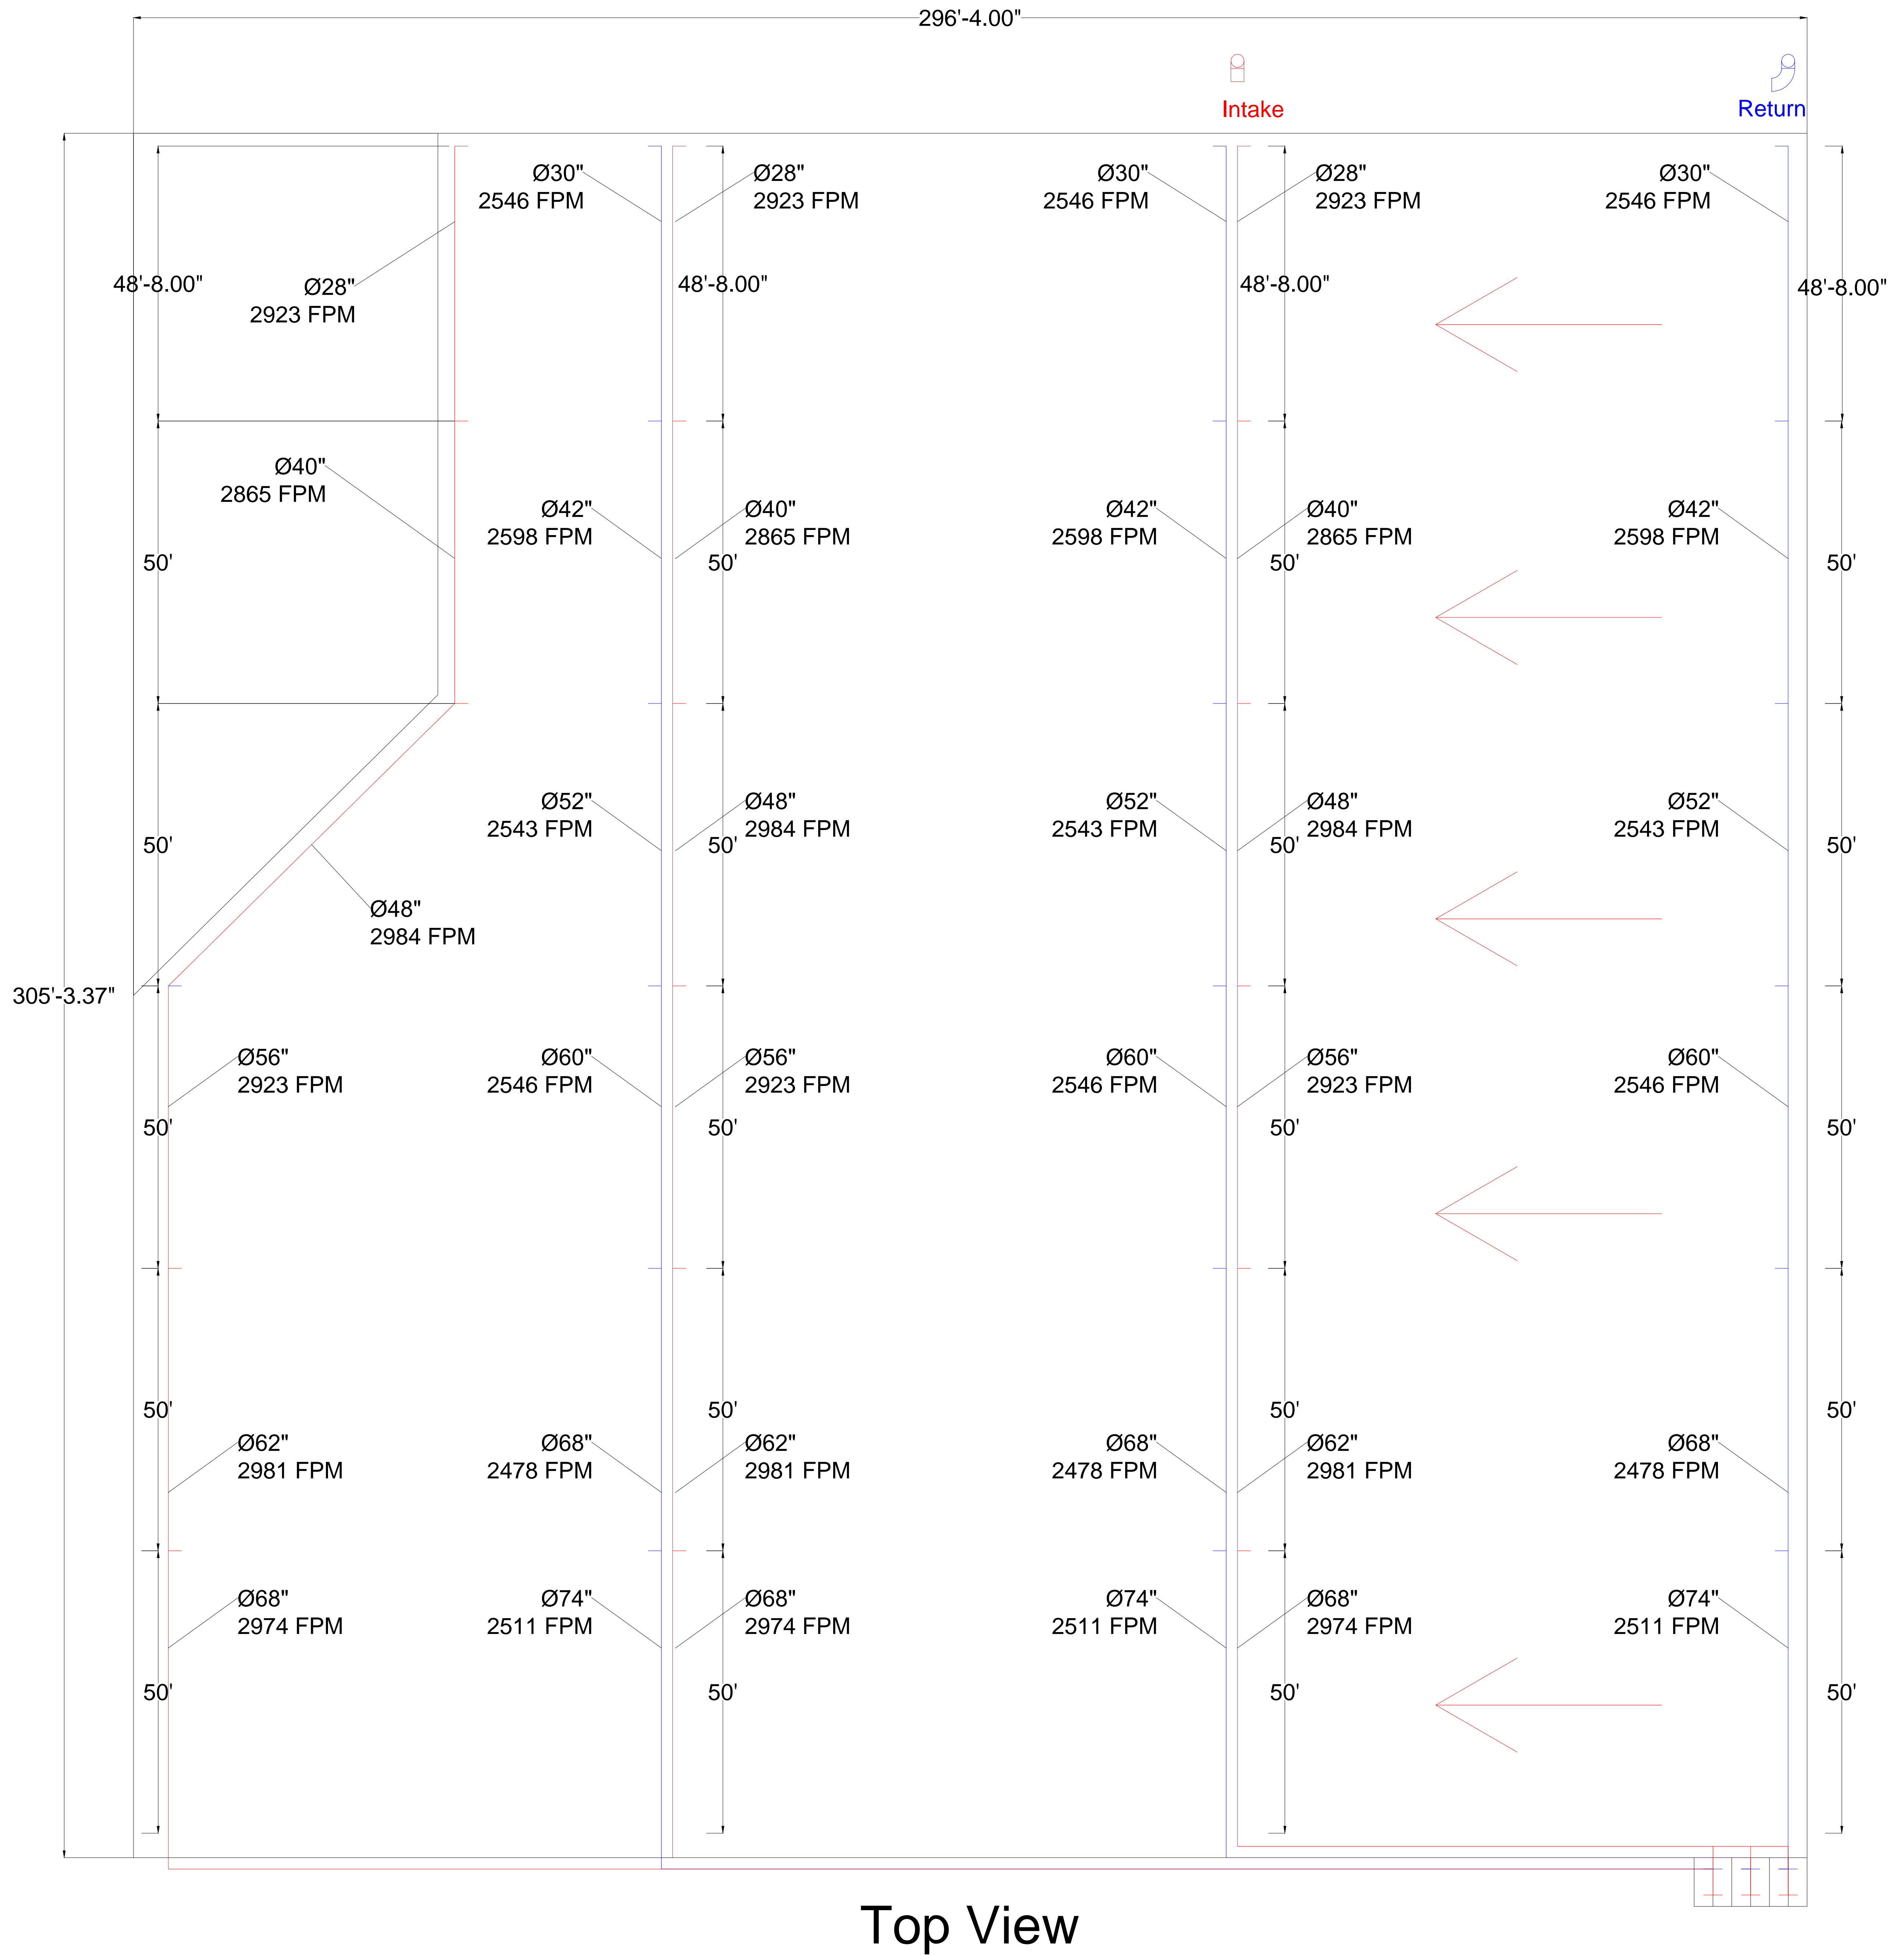 296'-4.00"
Intake
Return
Ø30"
2546 FPM
Ø28"
2923 FPM
Ø30"
2546 FPM
Ø28"
2923 FPM
Ø30"
2546 FPM
48'-8.00"
Ø28"
2923 FPM
48'-8.00"
48'-8.00"
48'-8.00"
Ø40"
2865 FPM
Ø42"
2598 FPM
Ø40"
2865 FPM
Ø42"
2598 FPM
Ø40"
2865 FPM
Ø42"
2598 FPM
50'
50'
50'
50'
Ø52"
2543 FPM
Ø48"
2984 FPM
Ø52"
2543 FPM
Ø48"
2984 FPM
Ø52"
2543 FPM
50'
50'
50'
50'
Ø48"
2984 FPM
305'-3.37"
Ø56"
2923 FPM
Ø60"
2546 FPM
Ø56"
2923 FPM
Ø60"
2546 FPM
Ø56"
2923 FPM
Ø60"
2546 FPM
50'
50'
50'
50'
50'
50'
50'
50'
Ø62"
2981 FPM
Ø68"
2478 FPM
Ø62"
2981 FPM
Ø68"
2478 FPM
Ø62"
2981 FPM
Ø68"
2478 FPM
Ø68"
2974 FPM
Ø74"
2511 FPM
Ø68"
2974 FPM
Ø74"
2511 FPM
Ø68"
2974 FPM
Ø74"
2511 FPM
50'
50'
50'
50'
Top View